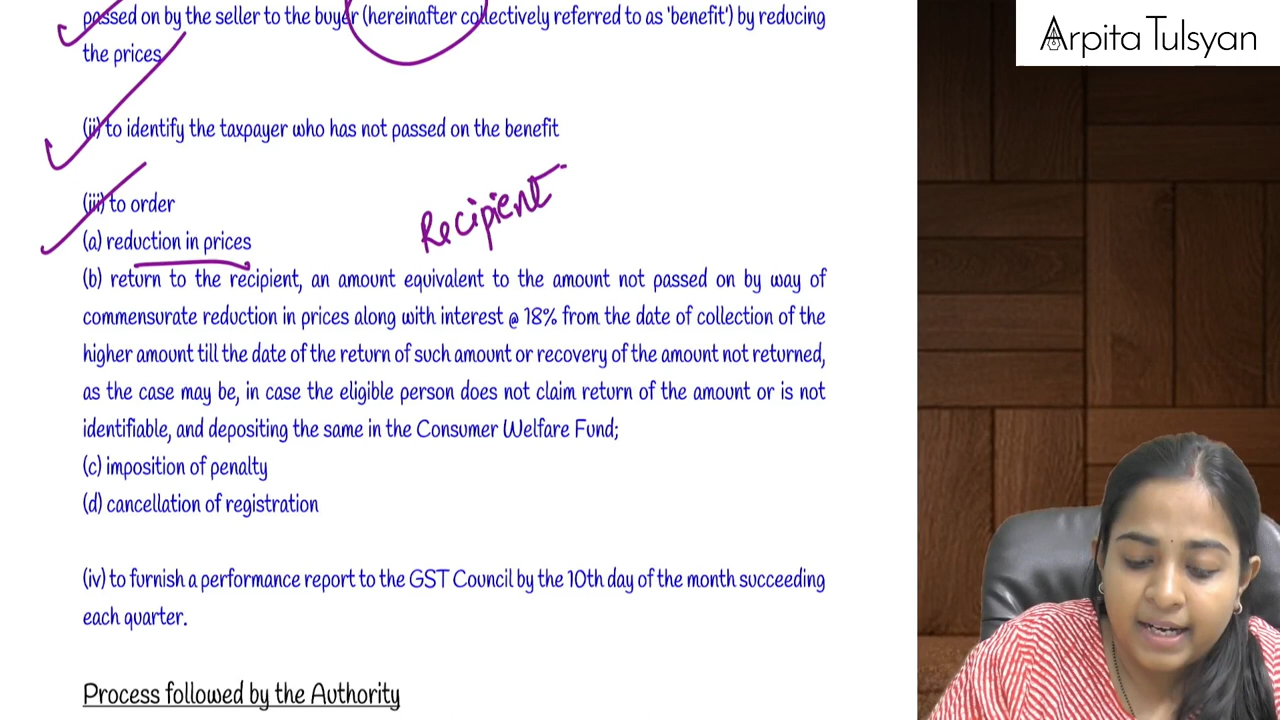 passed on by the seller to the buyer (hereinafter collectively referred to as 'benefit') by reducing
the prices
(ii) to identify the taxpayer who has not passed on the benefit
(iii) to order
Recipient
(a) reduction in prices
(b) return to the recipient, an amount equivalent to the amount not passed on by way of
commensurate reduction in prices along with interest @ 18% from the date of collection of the
higher amount till the date of the return of such amount or recovery of the amount not returned,
as the case may be, in case the eligible person does not claim return of the amount or is not
identifiable, and depositing the same in the Consumer Welfare Fund;
(c) imposition of penalty
(d) cancellation of registration
(iv) to furnish a performance report to the GST Council by the 10th day of the month succeeding
each quarter.
Process followed by the Authority
Arpita Tulsyan